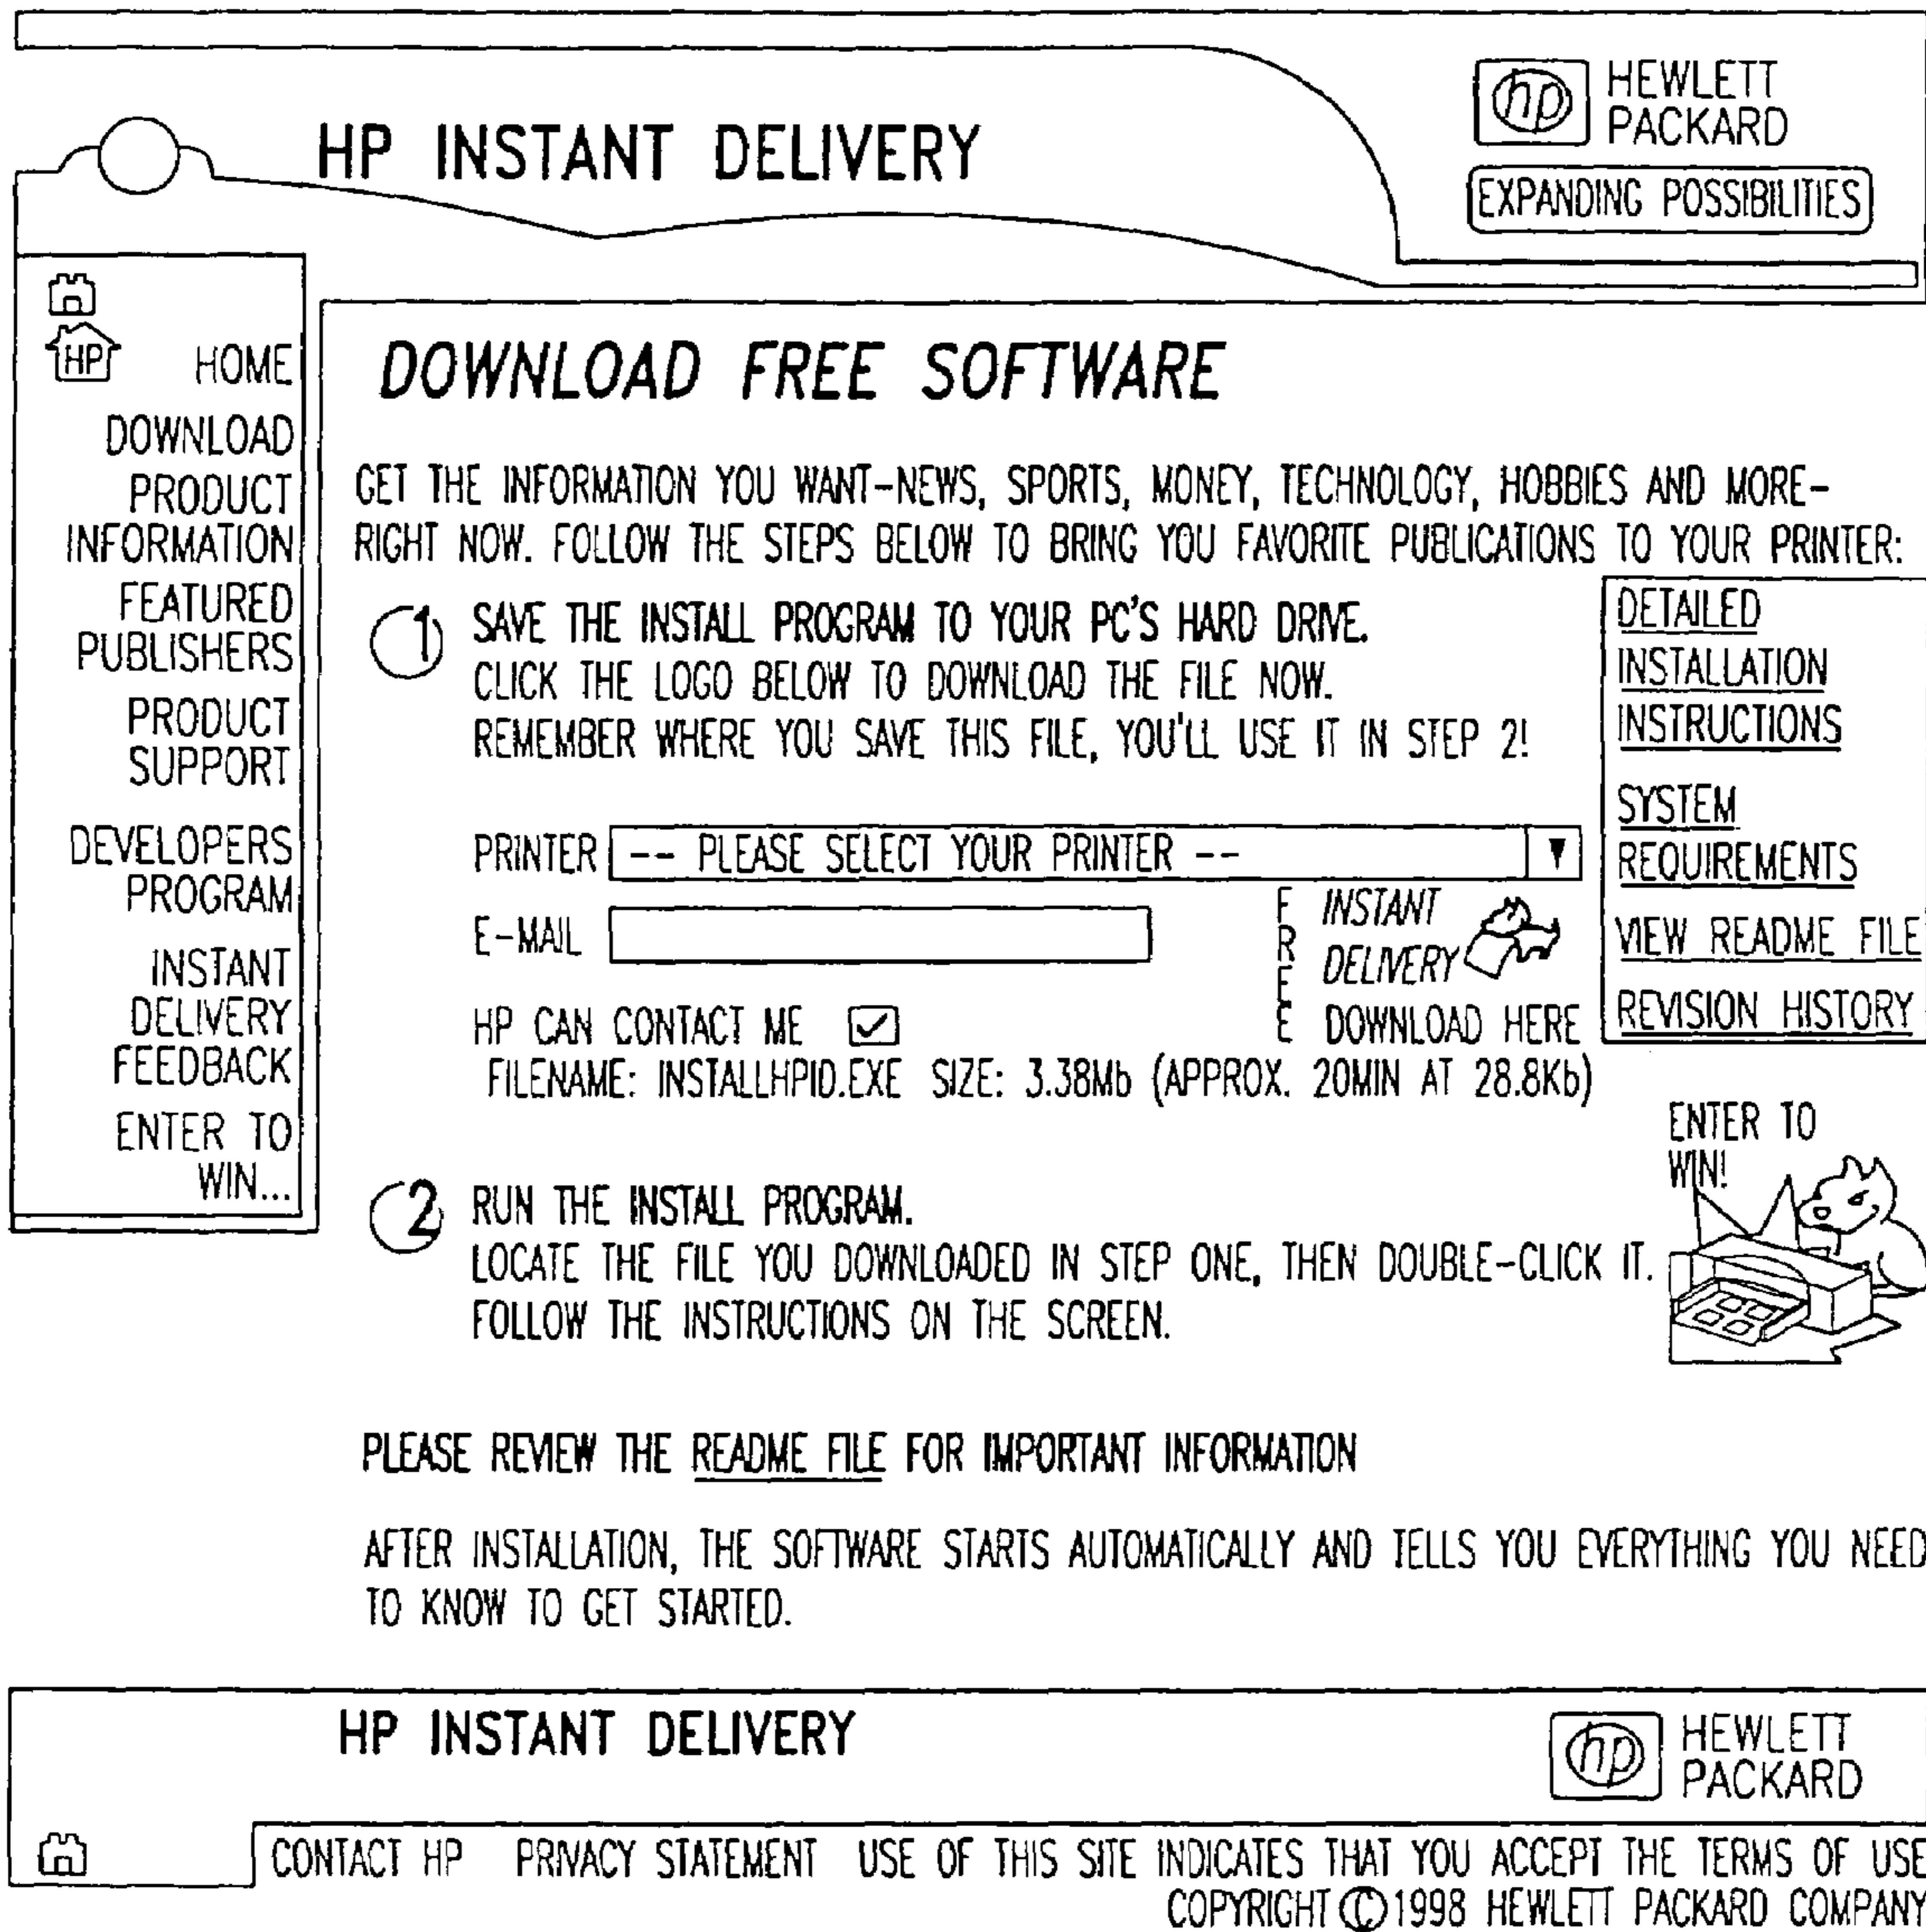 HP INSTANT DELIVERY
hp HEWLETT
PACKARD
EXPANDING POSSIBILITIES
HP HOME
DOWNLOAD
PRODUCT
INFORMATION
FEATURED
PUBLISHERS
PRODUCT
SUPPORT
DEVELOPERS
PROGRAM
INSTANT
DELIVERY
FEEDBACK
ENTER TO
WIN...
DOWNLOAD FREE SOFTWARE
GET THE INFORMATION YOU WANT-NEWS, SPORTS, MONEY, TECHNOLOGY, HOBBIES AND MORE-
RIGHT NOW. FOLLOW THE STEPS BELOW TO BRING YOU FAVORITE PUBLICATIONS TO YOUR PRINTER:
1 SAVE THE INSTALL PROGRAM TO YOUR PC'S HARD DRIVE.
CLICK THE LOGO BELOW TO DOWNLOAD THE FILE NOW.
REMEMBER WHERE YOU SAVE THIS FILE, YOU'LL USE IT IN STEP 2!
PRINTER -- PLEASE SELECT YOUR PRINTER -- ▼
E-MAIL
HP CAN CONTACT ME
FREE
INSTANT
DELIVERY
DOWNLOAD HERE
FILENAME: INSTALLHPID.EXE SIZE: 3.38Mb (APPROX. 20MIN AT 28.8Kb)
DETAILED
INSTALLATION
INSTRUCTIONS
SYSTEM
REQUIREMENTS
VIEW README FILE
REVISION HISTORY
ENTER TO
WIN!
2 RUN THE INSTALL PROGRAM.
LOCATE THE FILE YOU DOWNLOADED IN STEP ONE, THEN DOUBLE-CLICK IT.
FOLLOW THE INSTRUCTIONS ON THE SCREEN.
PLEASE REVIEW THE README FILE FOR IMPORTANT INFORMATION
AFTER INSTALLATION, THE SOFTWARE STARTS AUTOMATICALLY AND TELLS YOU EVERYTHING YOU NEED
TO KNOW TO GET STARTED.
HP INSTANT DELIVERY
hp HEWLETT
PACKARD
CONTACT HP PRIVACY STATEMENT USE OF THIS SITE INDICATES THAT YOU ACCEPT THE TERMS OF USE
COPYRIGHT © 1998 HEWLETT PACKARD COMPANY